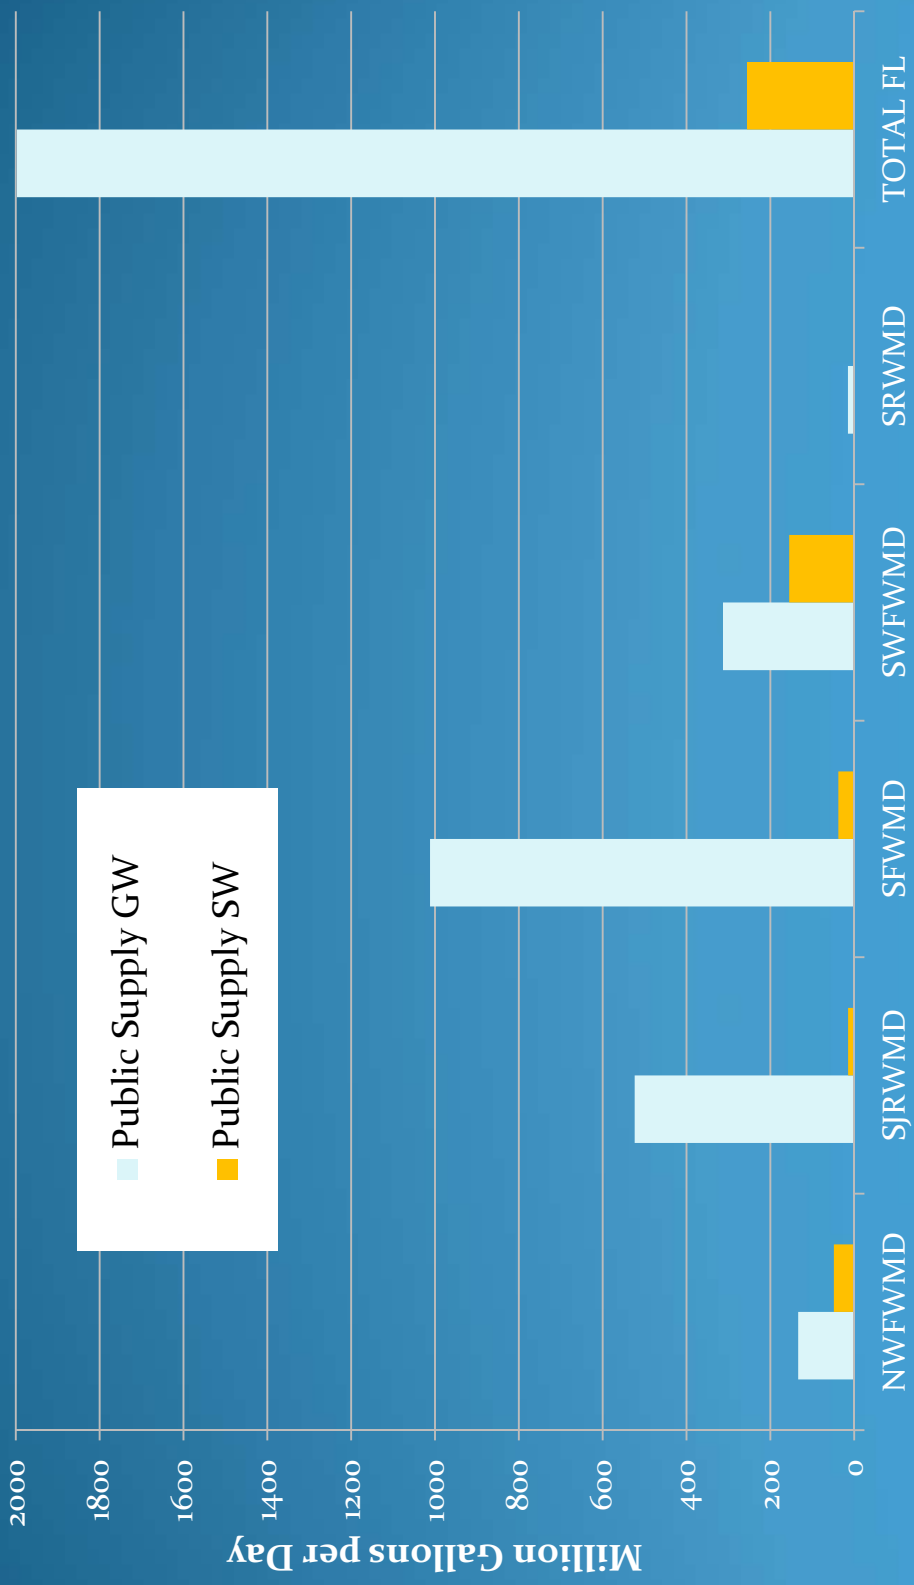 Million Gallons per Day
2000
1800
1600
1400
1200
1000
800
600
400
200
0
Public Supply GW
Public Supply SW
NWFWMD
SJRWMD
SFWMD
SWFWMD
SRWMD
TOTAL FL